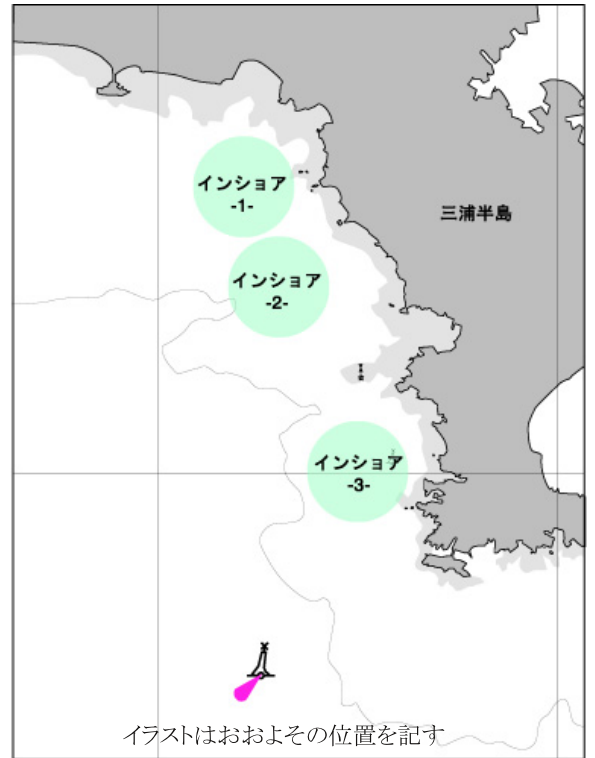 インショア
-1-
三浦半島
インショア
-2-
インショア
-3-
イラストはおおよその位置を記す